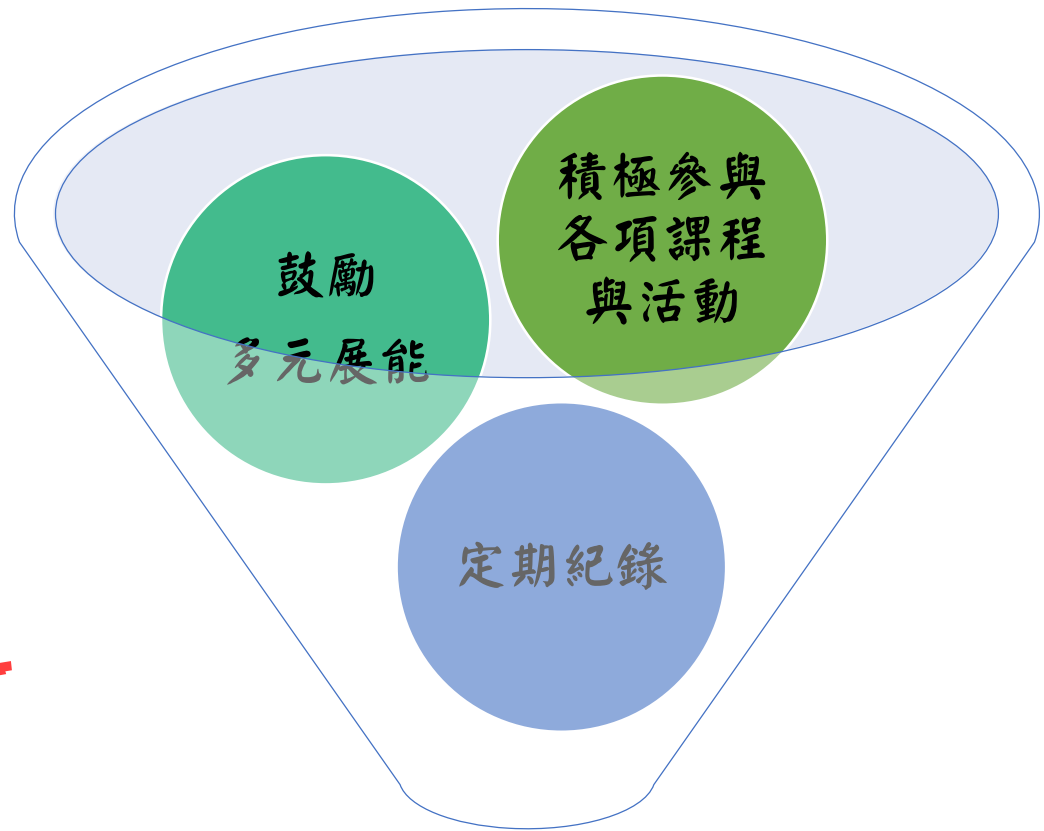 鼓勵
多元展能
積極參與
各項課程
與活動
定期紀錄